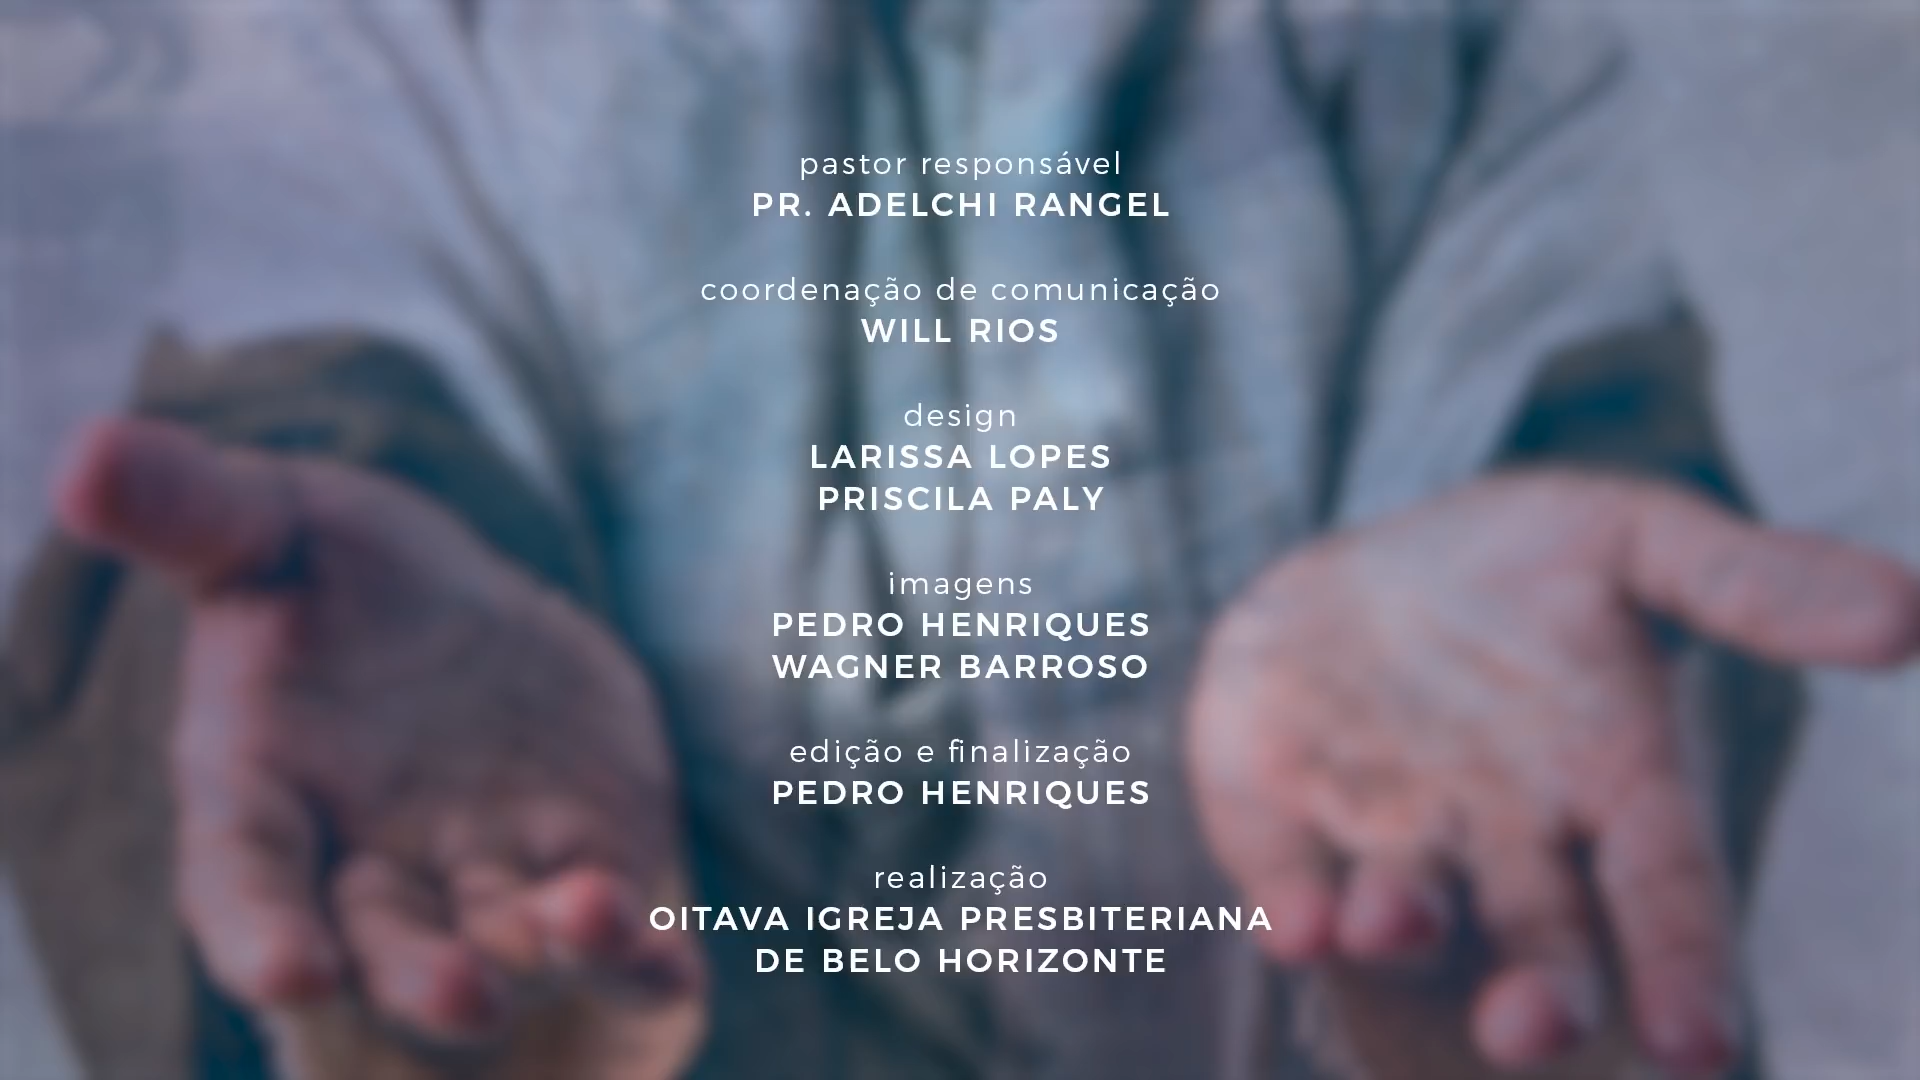 pastor responsável
PR. ADELCHI RANGEL
coordenação de comunicação
WILL RIOS
design
LARISSA LOPES
PRISCILA PALY
imagens
PEDRO HENRIQUES
WAGNER BARROSO
edição e finalização
PEDRO HENRIQUES
realização
OITAVA IGREJA PRESBITERIANA
DE BELO HORIZONTE